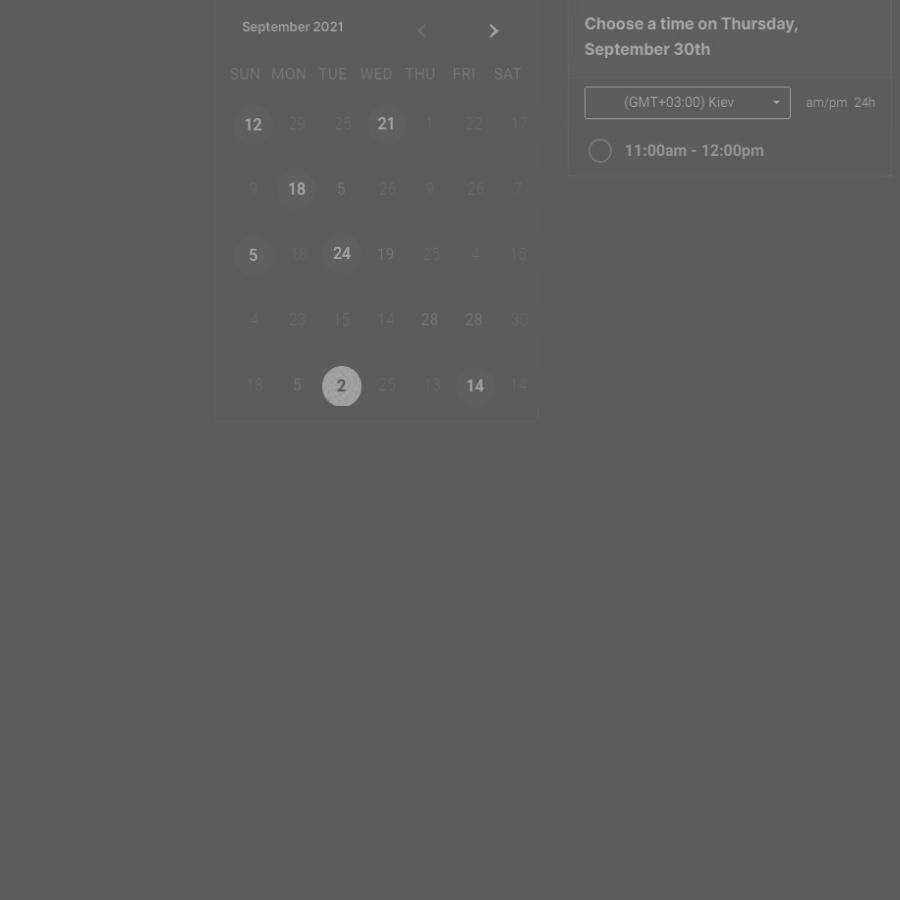 September 2021
SUN MON TUE WED THU FRI SAT
12 29 25 21 1 22 17
9 18 5 26 9 26 7
5 18 24 19 25 4 15
4 23 15 14 28 28 30
18 5 2 25 13 14 14
Choose a time on Thursday,
September 30th
(GMT+03:00) Kiev am/pm 24h
11:00am - 12:00pm